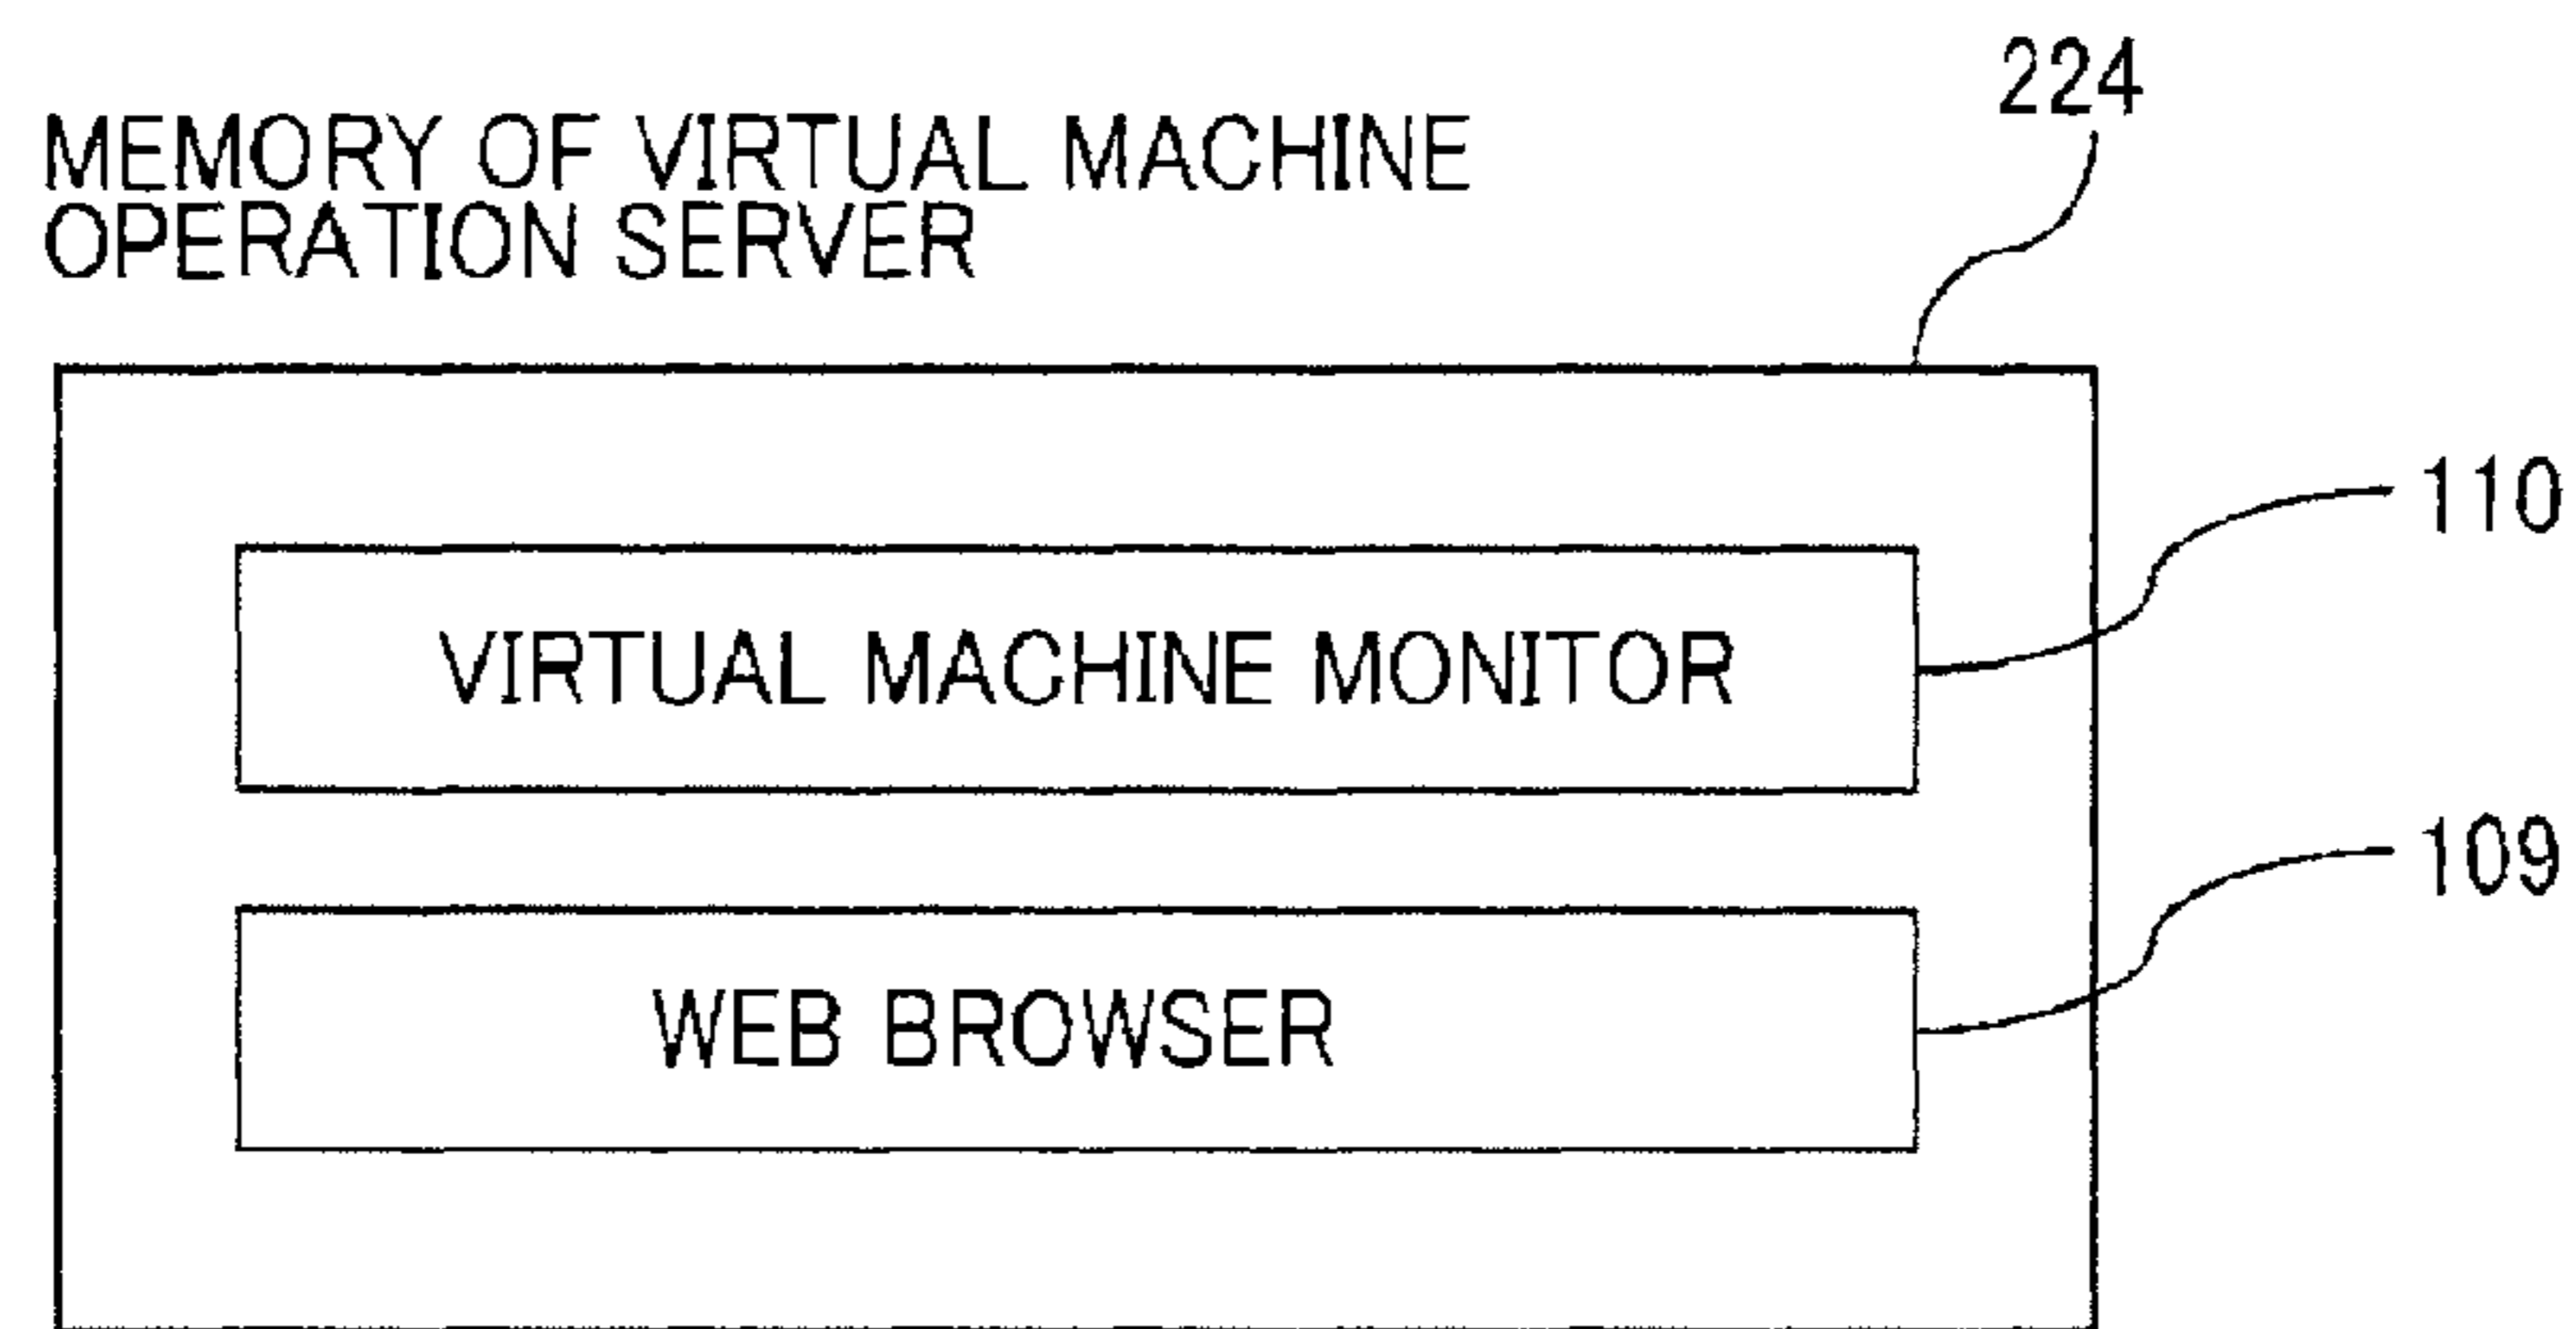 224
MEMORY OF VIRTUAL MACHINE
OPERATION SERVER
110
VIRTUAL MACHINE MONITOR
109
WEB BROWSER